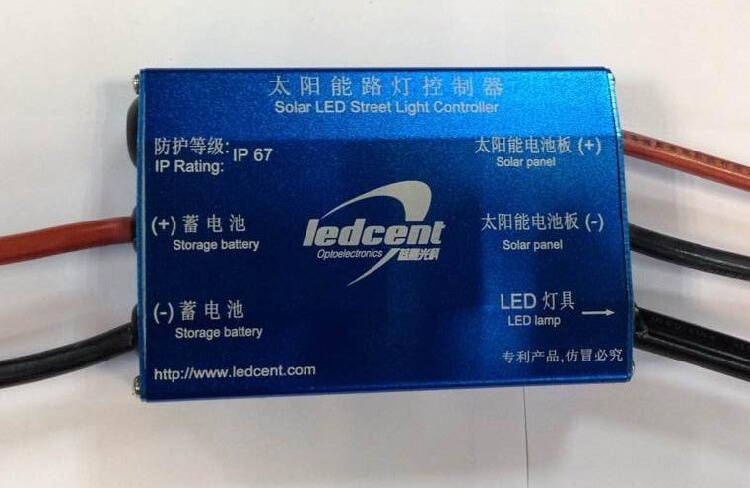 太阳能路灯控制器
Solar LED Street Light Controller
防护等级: IP 67
IP Rating:
太阳能电池板 (+)
Solar panel
(+) 蓄电池
Storage battery
ledcent
Optoelectronics
太阳能电池板 (-)
Solar panel
(-) 蓄电池
Storage battery
LED 灯具
LED lamp
http://www.ledcent.com
专利产品,仿冒必究